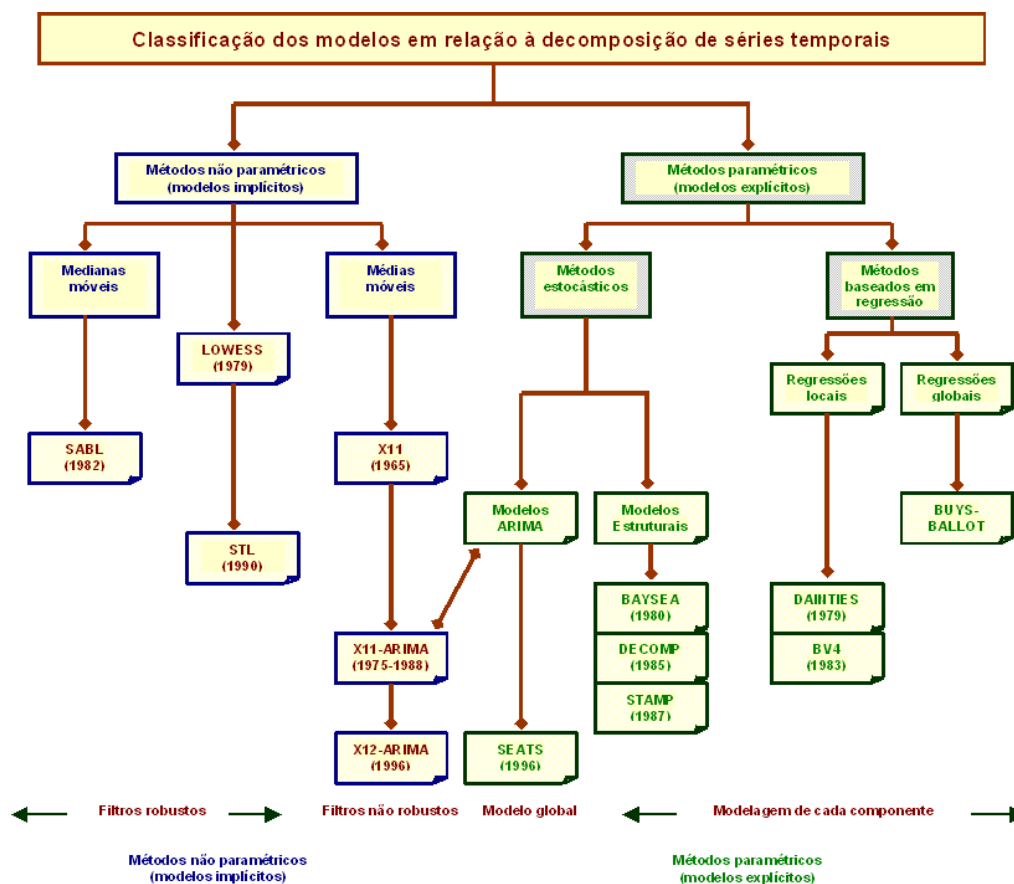 Classificação dos modelos em relação à decomposição de séries temporais
Métodos não paramétricos
(modelos implícitos)
Métodos paramétricos
(modelos explícitos)
Medianas
móveis
Médias
móveis
Métodos
estocásticos
Métodos
baseados em
regressão
LOWESS
(1979)
Regressões
locais
Regressões
globais
SABL
(1982)
X11
(1965)
Modelos
ARIMA
Modelos
Estruturais
BUYS-
BALLOT
STL
(1990)
BAYSEA
(1980)
DAINTIES
(1979)
X11-ARIMA
(1975-1988)
DECOMP
(1985)
BV4
(1983)
STAMP
(1987)
X12-ARIMA
(1996)
SEATS
(1996)
Filtros robustos
Filtros não robustos
Modelo global
Modelagem de cada componente
Métodos não paramétricos
(modelos implícitos)
Métodos paramétricos
(modelos explícitos)